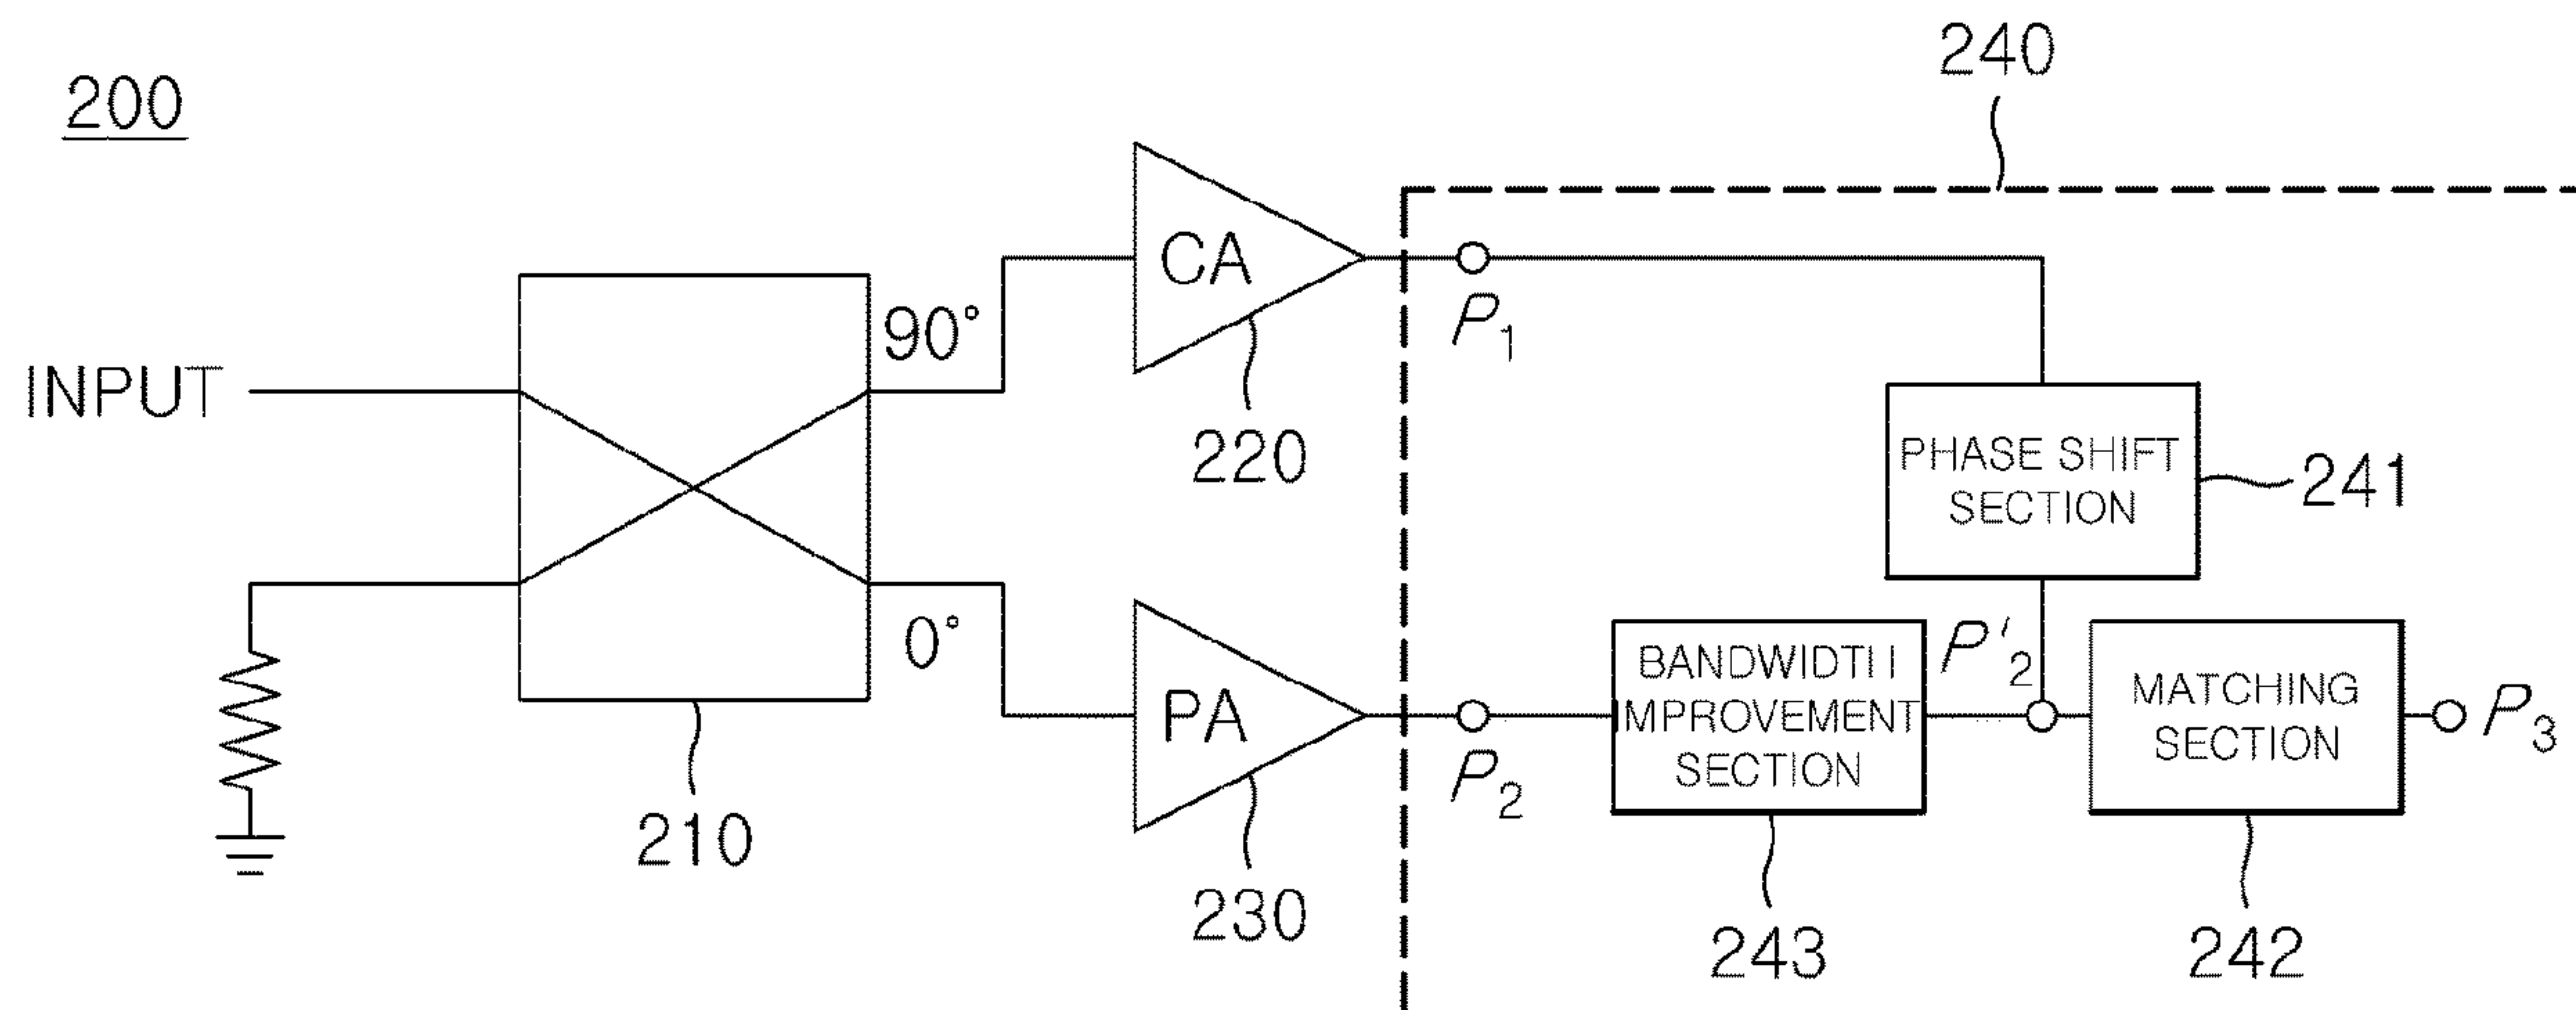 240
200
CA
90°
P1
INPUT
220
PHASE SHIFT
SECTION
241
0°
PA
P2
BANDWIDTH
IMPROVEMENT
SECTION
P'2
MATCHING
SECTION
P3
210
230
243
242